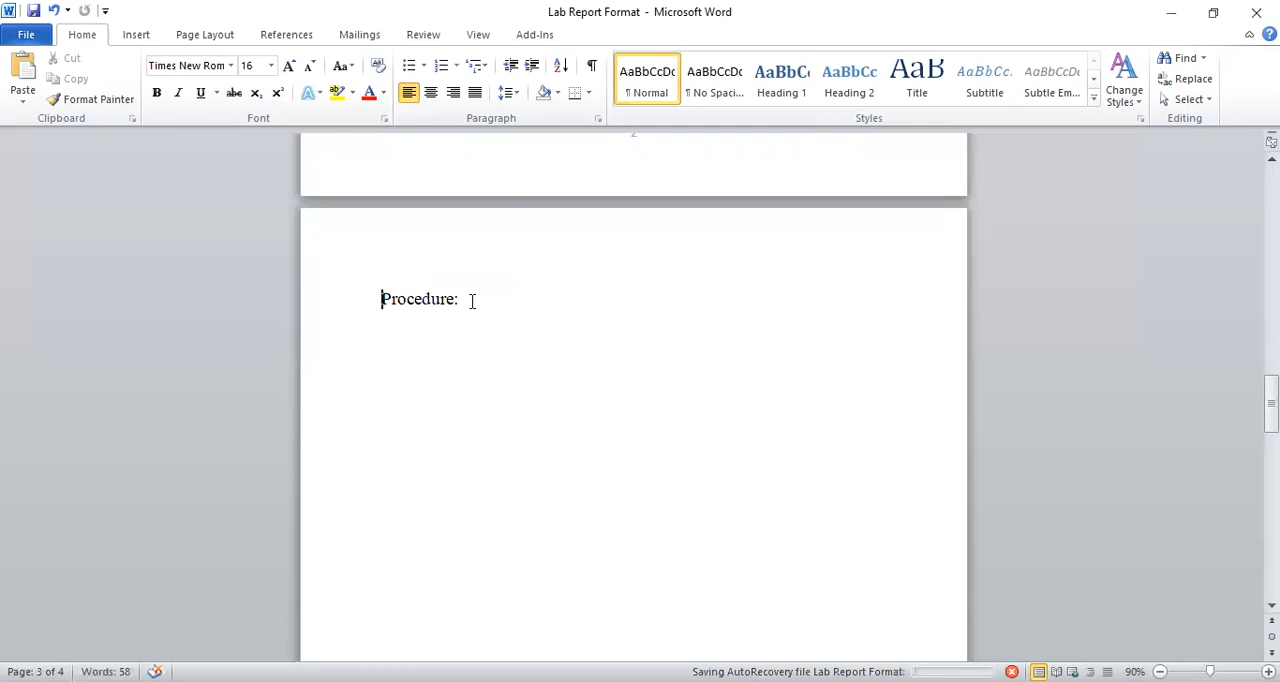 Lab Report Format - Microsoft Word
File Home Insert Page Layout References Mailings Review View Add-Ins
Paste
Cut
Copy
Format Painter
Clipboard
Times New Rom 16
Font
Paragraph
AaBbCcDc AaBbCcDc AaBbC AaBbCc AaB AaBbCc. AaBbCcDc
¶ Normal ¶ No Spaci... Heading 1 Heading 2 Title Subtitle Subtle Em...
Styles
Change
Styles
Find
Replace
Select
Editing
2
Procedure:
Page: 3 of 4 Words: 58 Saving AutoRecovery file Lab Report Format: 90%